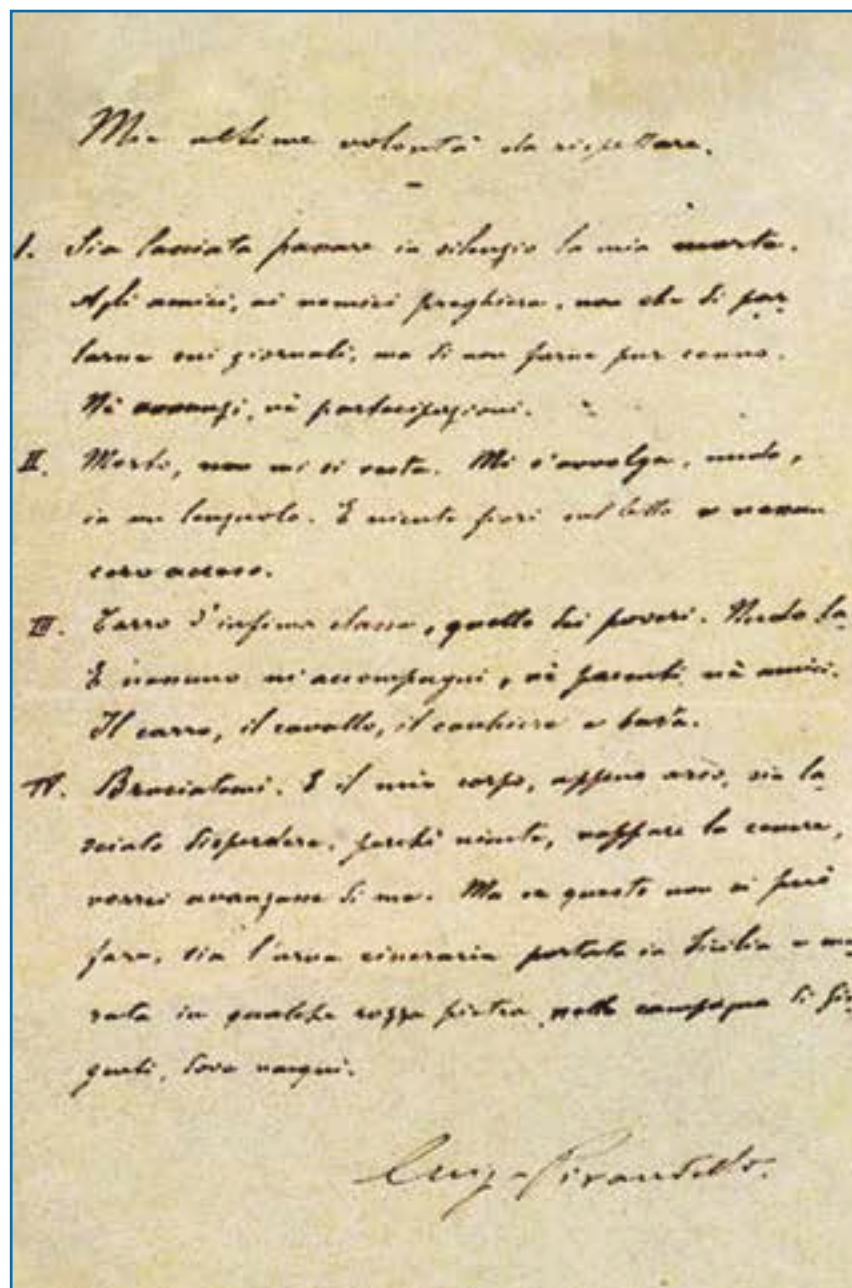 Mie ultime volontà da rispettare.
I. Sia lasciata passare in silenzio la mia morte.
Agli amici, ai nemici preghiera, non che di par-
larne sui giornali, ma di non farne pur cenno.
Nè annunzi, nè partecipazioni.
II. Morto, non mi si vesta. Mi s'avvolga, nudo,
in un lenzuolo. E niente fiori sul letto e nessun
cero acceso.
III. Carro d'infima classe, quello dei poveri. Nudo.
E nessuno m'accompagni, nè parenti nè amici.
Il carro, il cavallo, il cocchiere e basta.
IV. Bruciatemi. E il mio corpo, appena arso, sia la-
sciato disperdere, perchè niente, neppure la cenere,
vorrei avanzasse di me. Ma se questo non si può
fare, sia l'urna cineraria portata in Sicilia e mu-
rata in qualche rozza pietra nella campagna di Gir-
genti, dove nacqui.
Luigi Pirandello.